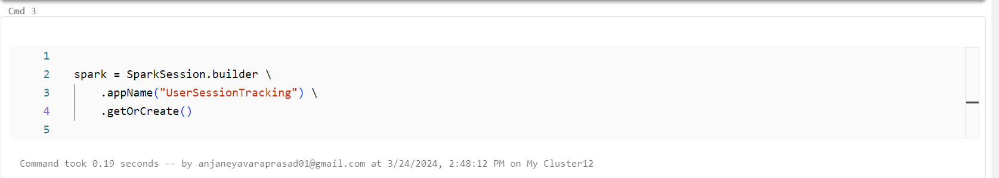 Cmd 3
1
2 spark = SparkSession.builder \
3 .appName("UserSessionTracking") \
4 .getOrCreate()
5
Command took 0.19 seconds -- by anjaneyavaraprasad01@gmail.com at 3/24/2024, 2:48:12 PM on My Cluster12